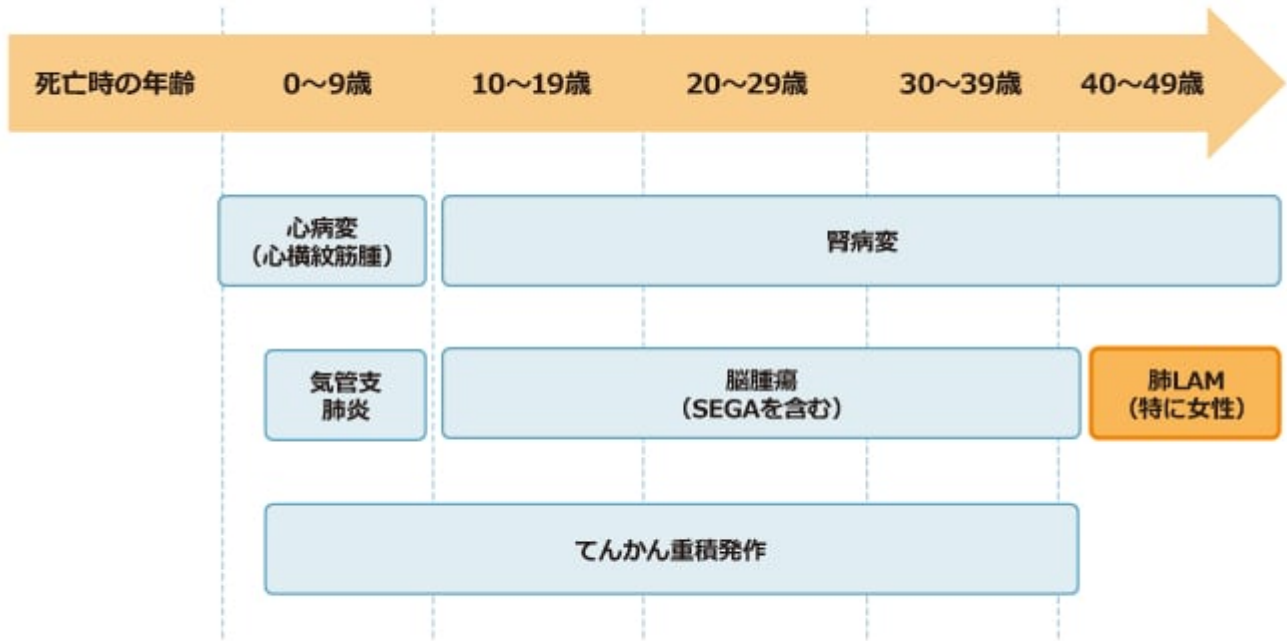 死亡時の年齢 0～9歳 10～19歳 20～29歳 30～39歳 40～49歳
心病変
（心横紋筋腫）
腎病変
気管支
肺炎
脳腫瘍
（SEGAを含む）
肺LAM
（特に女性）
てんかん重積発作